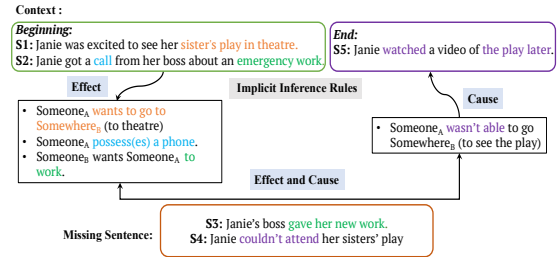 Context :
Beginning:
S1: Janie was excited to see her sister's play in theatre.
S2: Janie got a call from her boss about an emergency work.
End:
S5: Janie watched a video of the play later.
Effect
Implicit Inference Rules
Cause
• SomeoneA wants to go to
SomewhereB (to theatre)
• SomeoneA possess(es) a phone.
• SomeoneB wants SomeoneA to
work.
• SomeoneA wasn't able to go
SomewhereB (to see the play)
Effect and Cause
Missing Sentence:
S3: Janie's boss gave her new work.
S4: Janie couldn't attend her sisters' play